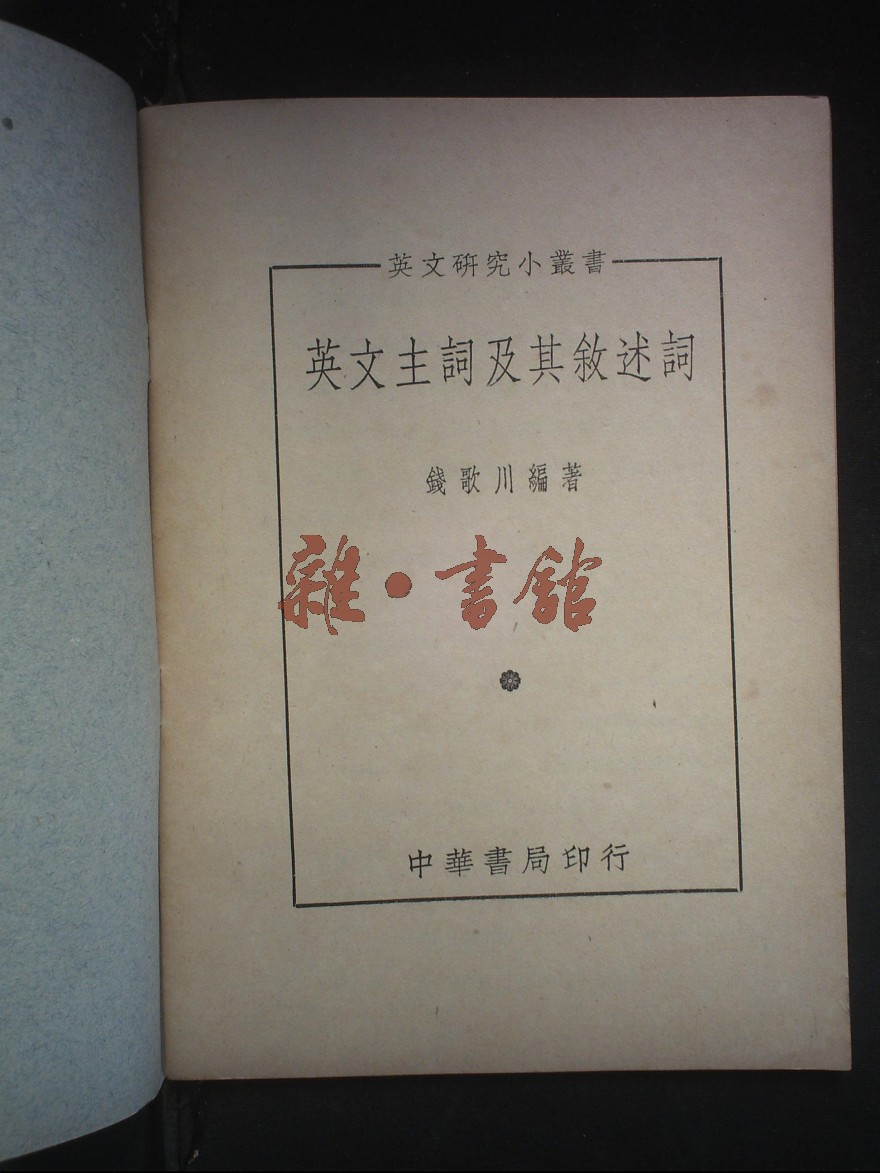 英文研究小叢書
英文主詞及其敘述詞
錢歌川編著
雜·書館
中華書局印行